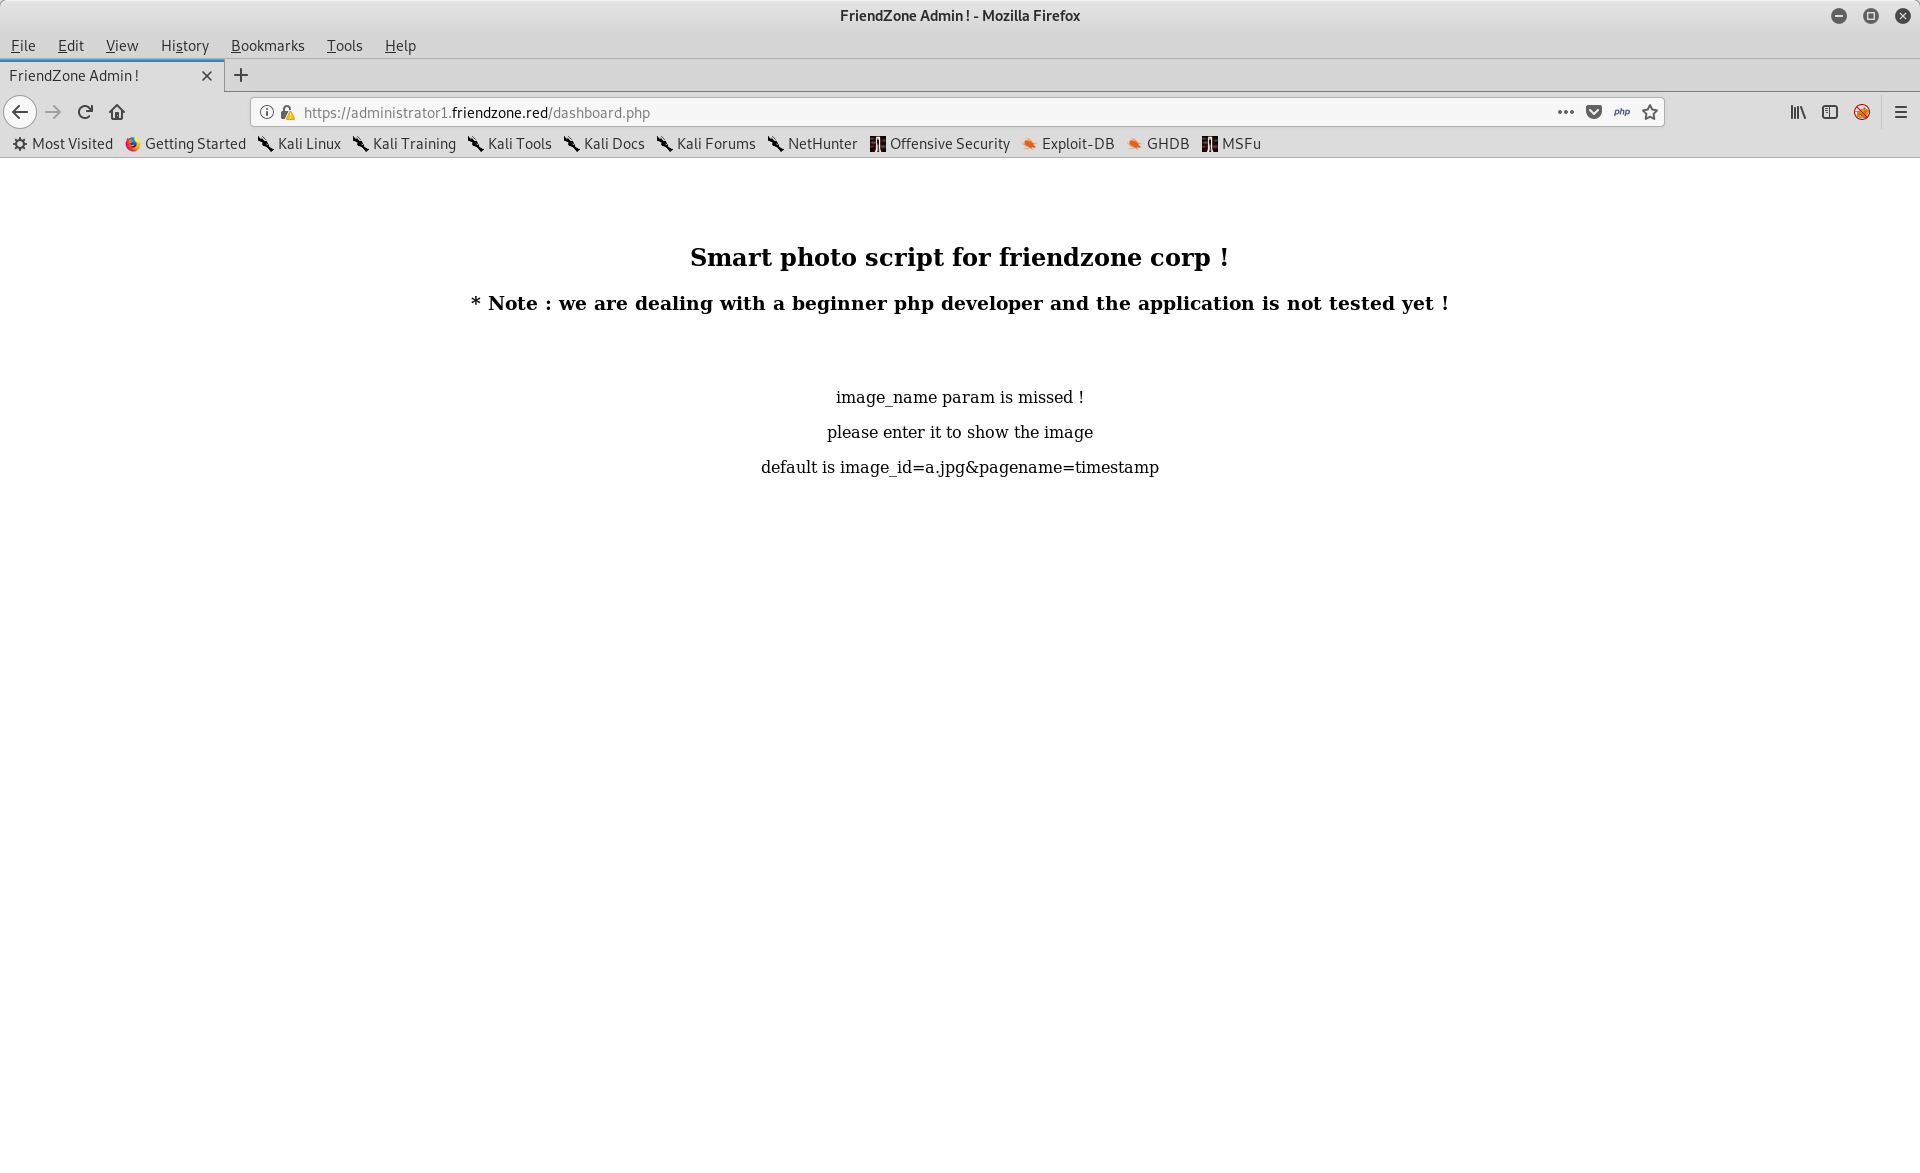 FriendZone Admin ! - Mozilla Firefox
File Edit View History Bookmarks Tools Help
FriendZone Admin !
https://administrator1.friendzone.red/dashboard.php php
Most Visited Getting Started Kali Linux Kali Training Kali Tools Kali Docs Kali Forums NetHunter Offensive Security Exploit-DB GHDB MSFu
Smart photo script for friendzone corp !
* Note : we are dealing with a beginner php developer and the application is not tested yet !
image_name param is missed !
please enter it to show the image
default is image_id=a.jpg&pagename=timestamp